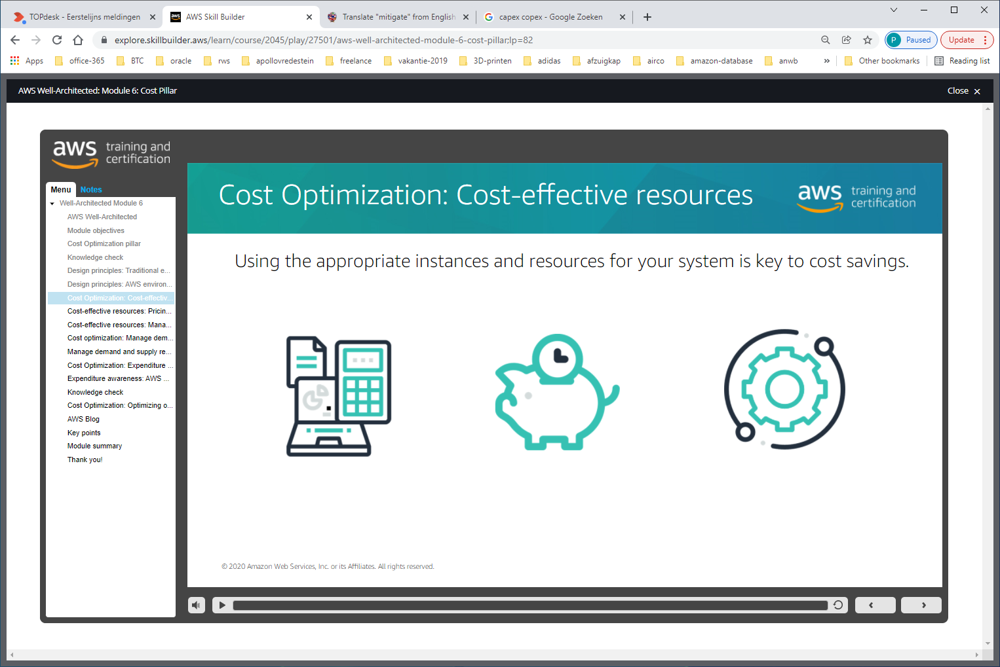 TOPdesk - Eerstelijns meldingen
AWS Skill Builder
Translate "mitigate" from English
capex copex - Google Zoeken
explore.skillbuilder.aws/learn/course/2045/play/27501/aws-well-architected-module-6-cost-pillar;lp=82
P Paused
Update
Apps
office-365
BTC
oracle
rws
apollovredestein
freelance
vakantie-2019
3D-printen
adidas
afzuigkap
airco
amazon-database
anwb
»
Other bookmarks
Reading list
AWS Well-Architected: Module 6: Cost Pillar
Close
aws training and
certification
Menu
Notes
Well-Architected Module 6
AWS Well-Architected
Module objectives
Cost Optimization pillar
Knowledge check
Design principles: Traditional e...
Design principles: AWS environ...
Cost Optimization: Cost-effectiv...
Cost-effective resources: Pricin...
Cost-effective resources: Mana...
Cost optimization: Manage dem...
Manage demand and supply re...
Cost Optimization: Expenditure ...
Expenditure awareness: AWS ...
Knowledge check
Cost Optimization: Optimizing o...
AWS Blog
Key points
Module summary
Thank you!
Cost Optimization: Cost-effective resources
aws training and
certification
Using the appropriate instances and resources for your system is key to cost savings.
© 2020 Amazon Web Services, Inc. or its Affiliates. All rights reserved.